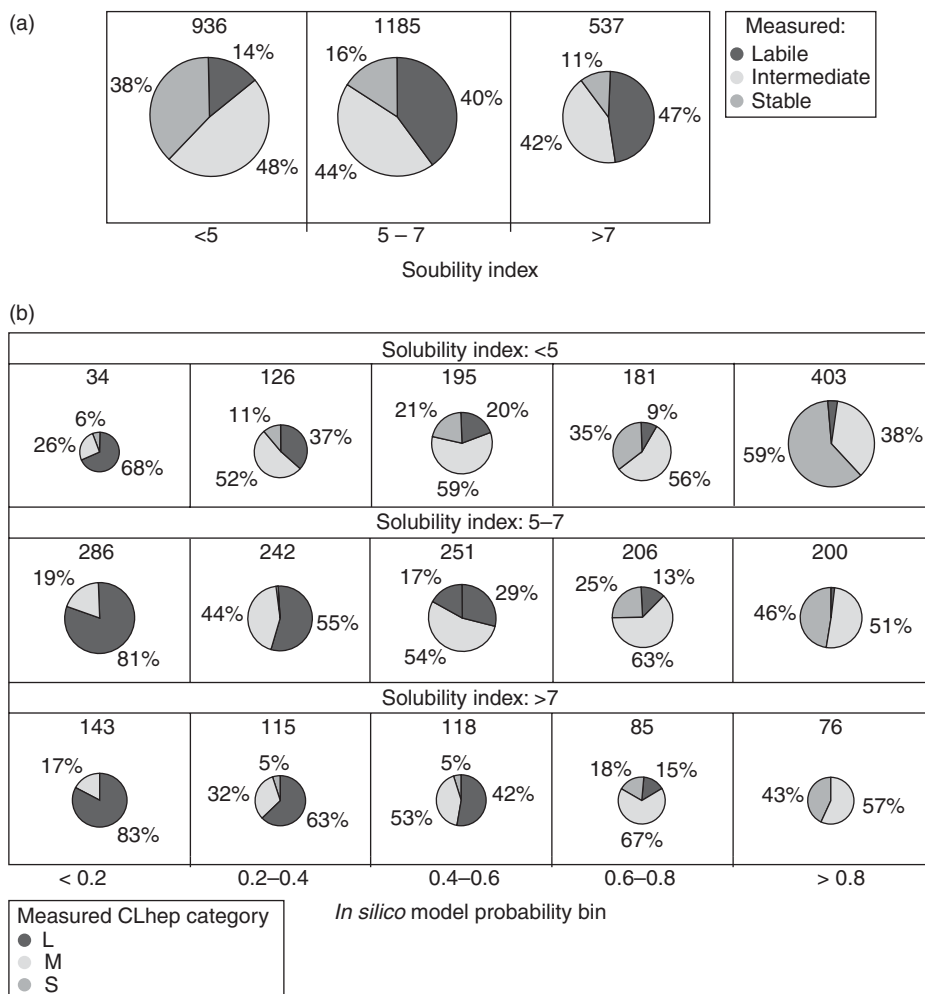 (a)
936 1185 537
14% 38% 48%
16% 40% 44%
11% 47% 42%
Measured:
Labile
Intermediate
Stable
<5 5 – 7 >7
Soubility index
(b)
Solubility index: <5
34 126 195 181 403
6% 26% 68%
11% 37% 52%
21% 20% 59%
9% 35% 56%
38% 59%
Solubility index: 5–7
286 242 251 206 200
19% 81%
44% 55%
17% 29% 54%
25% 13% 63%
46% 51%
Solubility index: >7
143 115 118 85 76
17% 83%
5% 32% 63%
5% 42% 53%
18% 15% 67%
43% 57%
< 0.2 0.2–0.4 0.4–0.6 0.6–0.8 > 0.8
In silico model probability bin
Measured CLhep category
L
M
S